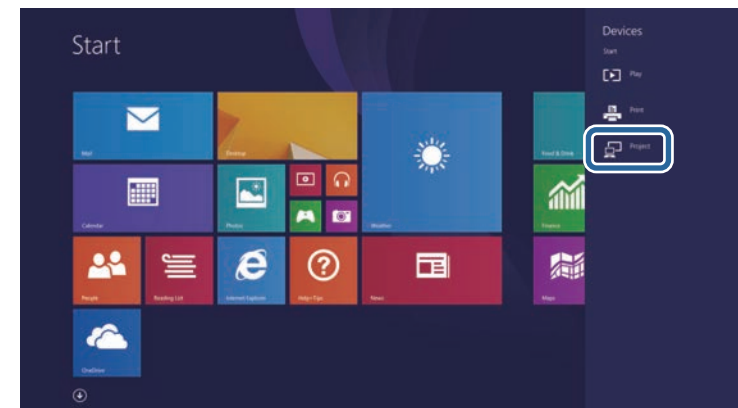 Start
Mail
Desktop
Calendar
Photos
Weather
Food & Drink
Finance
People
Reading List
Internet Explorer
Help+Tips
News
Maps
OneDrive
Devices
Start
Play
Print
Project